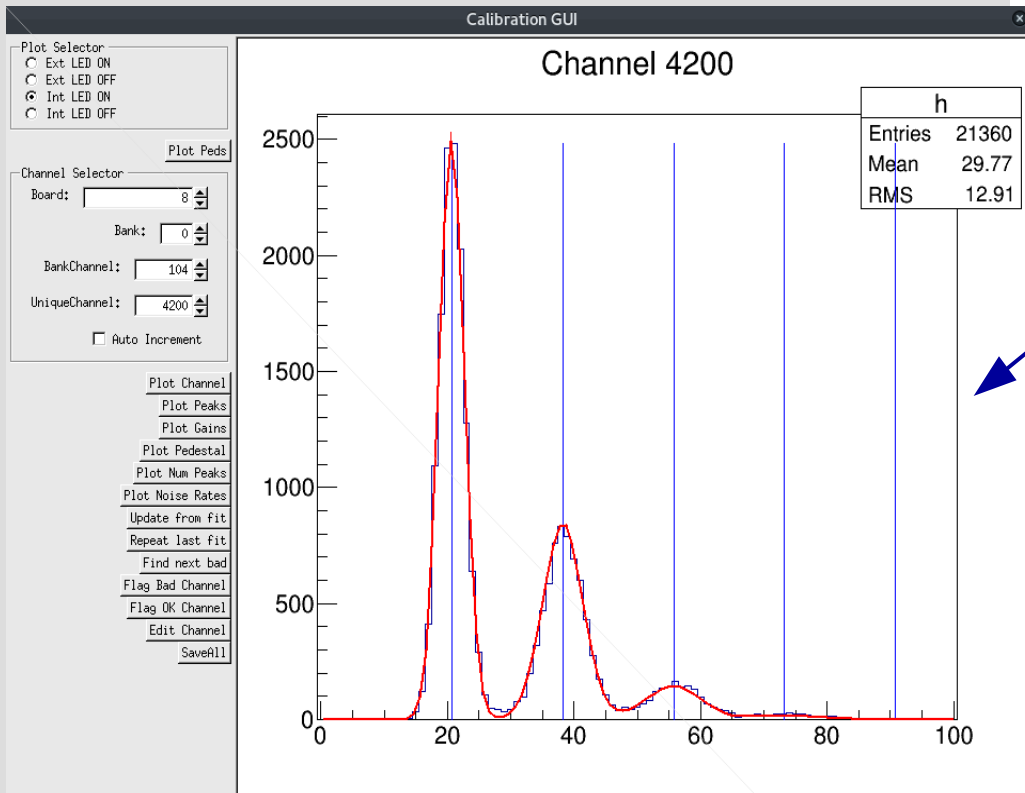 Calibration GUI
Plot Selector
Ext LED ON
Ext LED OFF
Int LED ON
Int LED OFF
Plot Peds
Channel Selector
Board: 8
Bank: 0
BankChannel: 104
UniqueChannel: 4200
Auto Increment
Plot Channel
Plot Peaks
Plot Gains
Plot Pedestal
Plot Num Peaks
Plot Noise Rates
Update from fit
Repeat last fit
Find next bad
Flag Bad Channel
Flag OK Channel
Edit Channel
SaveAll
Channel 4200
h
Entries 21360
Mean 29.77
RMS 12.91
2500
2000
1500
1000
500
0
0 20 40 60 80 100